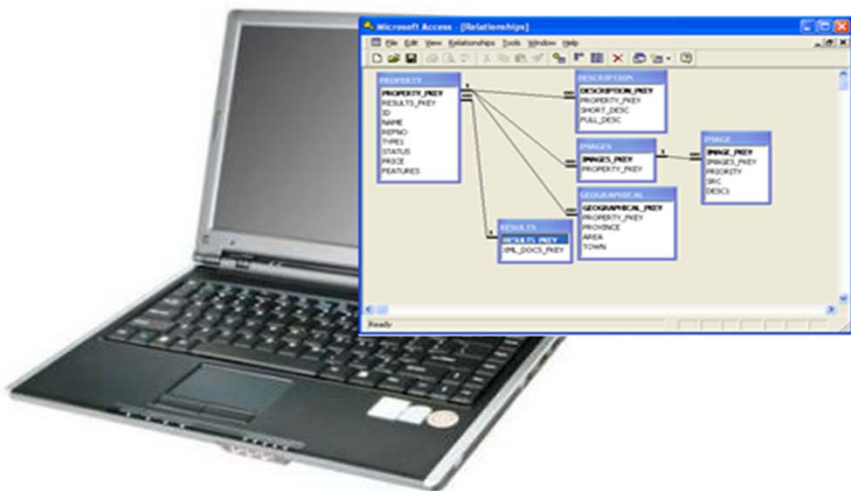 Microsoft Access - [Relationships]
File Edit View Relationships Tools Window Help
PROPERTY
PROPERTY_PKEY
RESULTS_PKEY
ID
NAME
REFNO
TYPE1
STATUS
PRICE
FEATURES
DESCRIPTION
DESCRIPTION_PKEY
PROPERTY_PKEY
SHORT_DESC
FULL_DESC
IMAGES
IMAGES_PKEY
PROPERTY_PKEY
IMAGE
IMAGE_PKEY
IMAGES_PKEY
PRIORITY
SRC
DESC1
GEOGRAPHICAL
GEOGRAPHICAL_PKEY
PROPERTY_PKEY
PROVINCE
AREA
TOWN
RESULTS
RESULTS_PKEY
XML_DOCS_PKEY
Ready